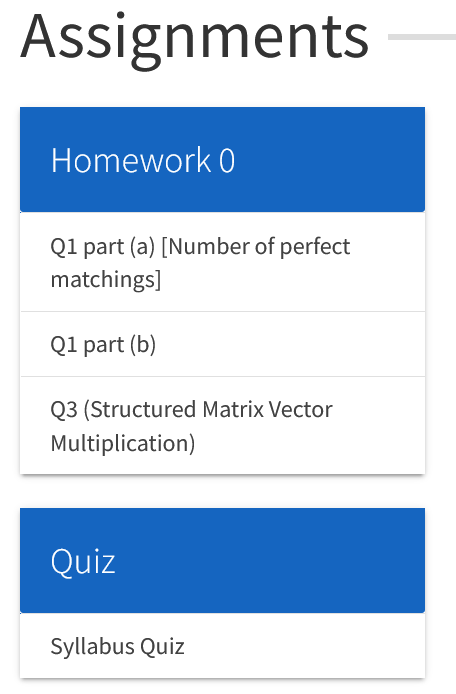 Assignments
Homework 0
Q1 part (a) [Number of perfect
matchings]
Q1 part (b)
Q3 (Structured Matrix Vector
Multiplication)
Quiz
Syllabus Quiz